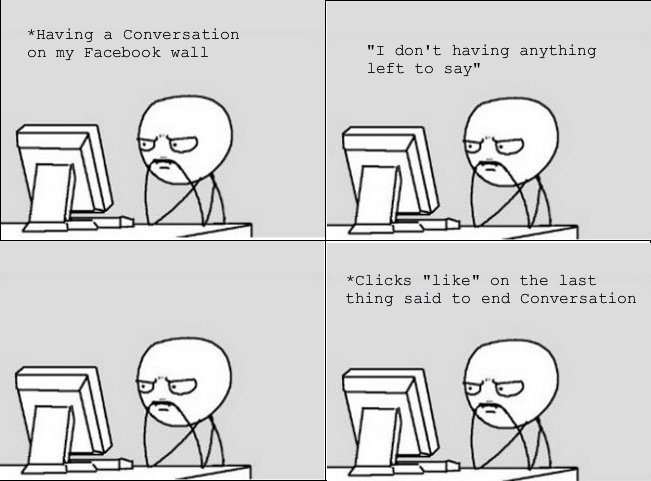 *Having a Conversation
on my Facebook wall
"I don't having anything
left to say"
*Clicks "like" on the last
thing said to end Conversation